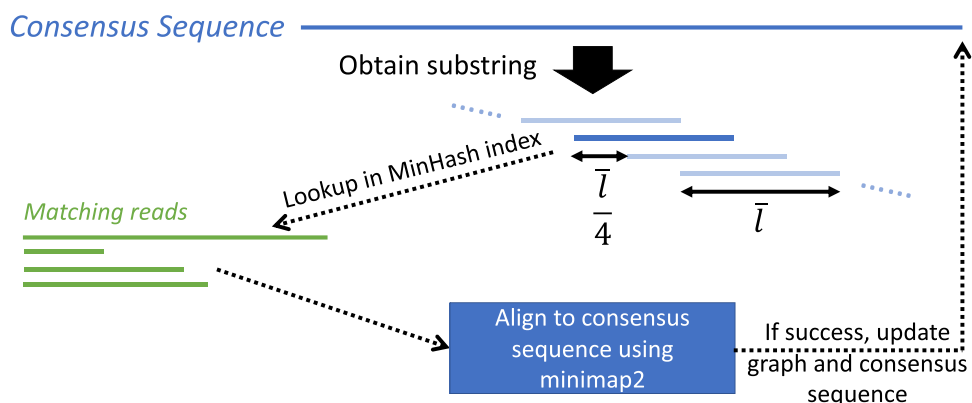 Consensus Sequence
Obtain substring
Lookup in MinHash index
l̅
4
l̅
Matching reads
Align to consensus
sequence using
minimap2
If success, update
graph and consensus
sequence